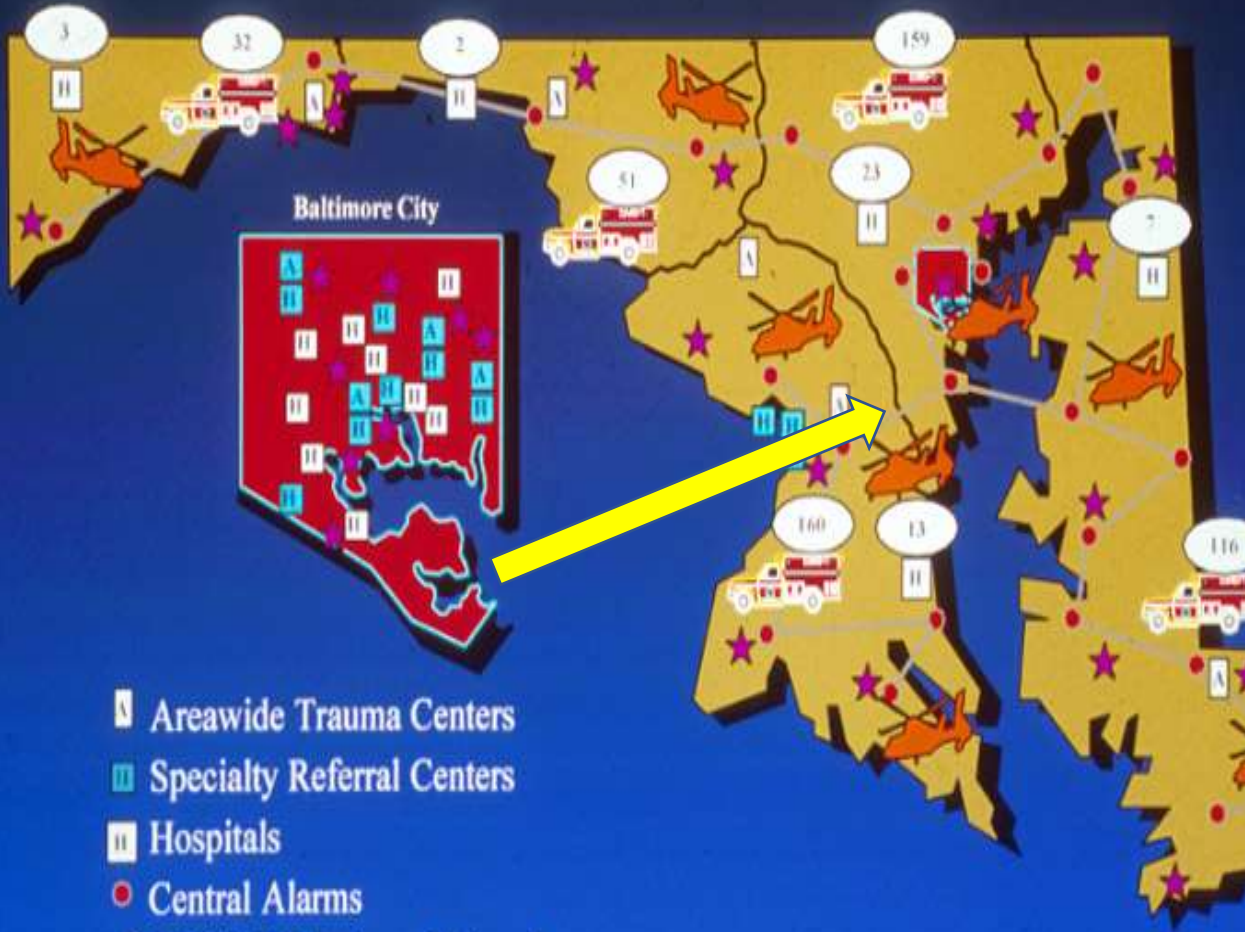 3
32
2
159
H
H
A
A
51
23
H
7
H
Baltimore City
A
A
H
H
H
H
A
H
H
H
H
A
A
H
H
H
H
H
H
H
H
H
H
A
H
H
160
13
H
116
A
A Areawide Trauma Centers
H Specialty Referral Centers
H Hospitals
Central Alarms